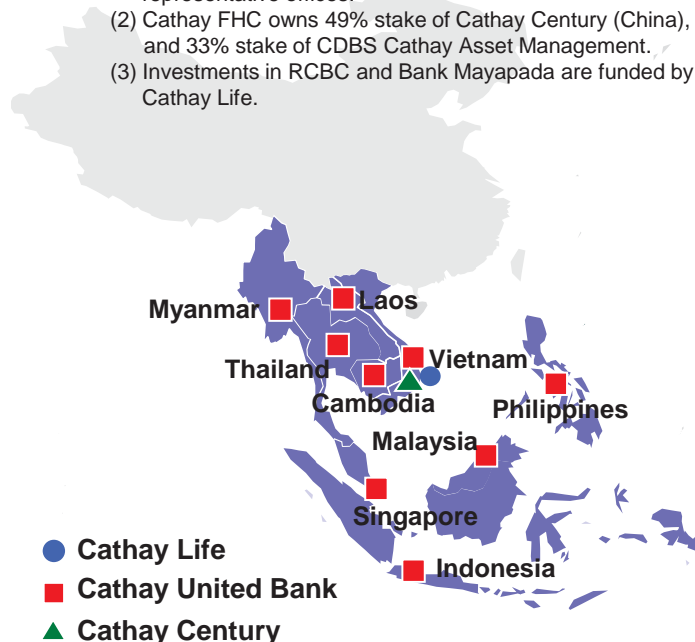 representative offices.
(2) Cathay FHC owns 49% stake of Cathay Century (China),
and 33% stake of CDBS Cathay Asset Management.
(3) Investments in RCBC and Bank Mayapada are funded by
Cathay Life.
Myanmar
Laos
Thailand
Vietnam
Cambodia
Philippines
Malaysia
Singapore
Indonesia
Cathay Life
Cathay United Bank
Cathay Century